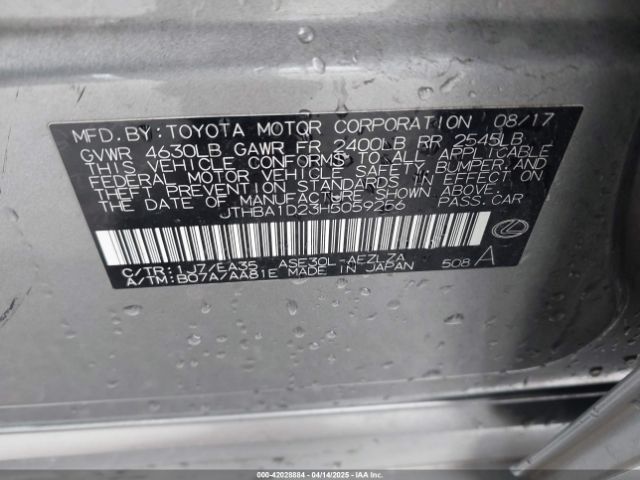 MFD. BY: TOYOTA MOTOR CORPORATION 08/17
GVWR 4630LB GAWR FR 2400LB RR 2545LB
THIS VEHICLE CONFORMS TO ALL APPLICABLE
FEDERAL MOTOR VEHICLE SAFETY, BUMPER, AND
THEFT PREVENTION STANDARDS IN EFFECT ON
THE DATE OF MANUFACTURE SHOWN ABOVE.
JTHBA1D23H5059256 PASS. CAR
C/TR: 1J7/EA35 ASE30L-AEZLZA
A/TM: B07A/AA81E MADE IN JAPAN 508 A
000-42028884 - 04/14/2025 - IAAI.COM